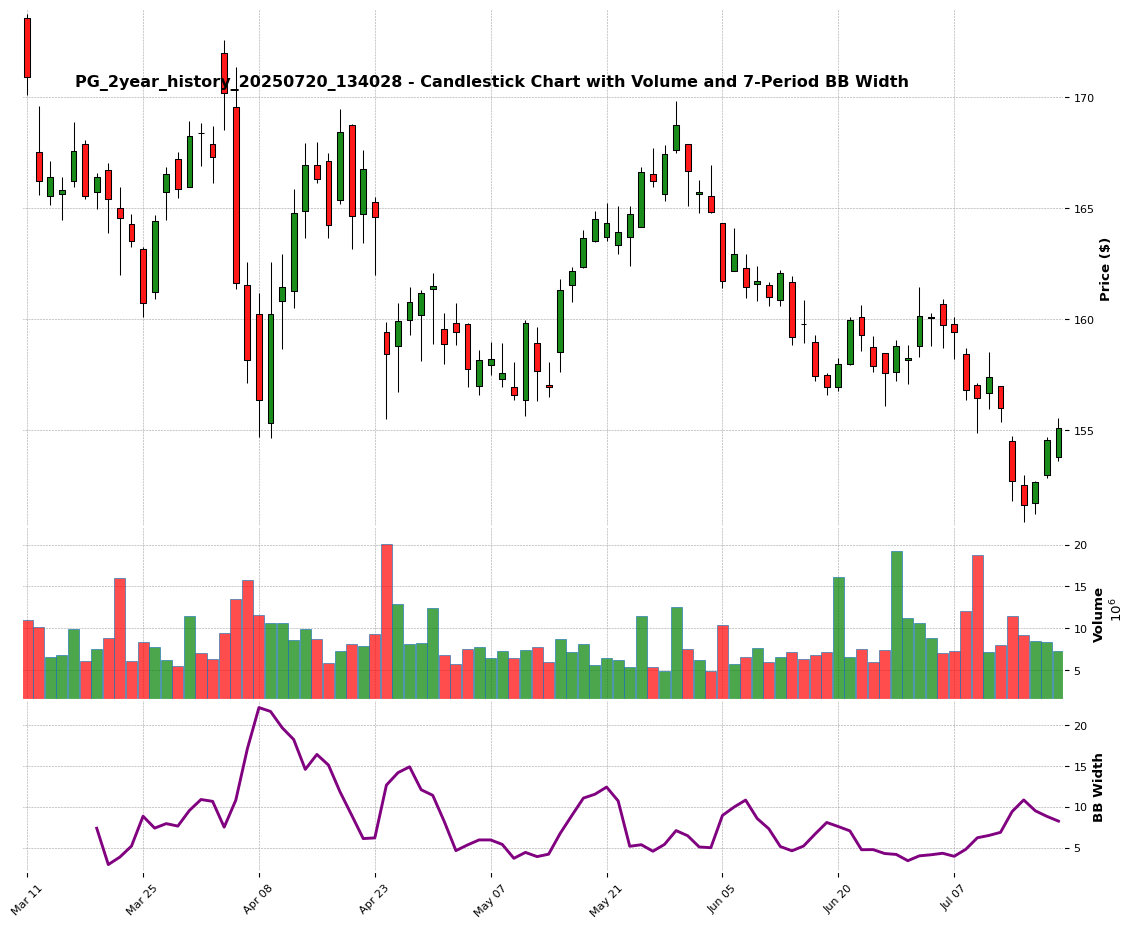 PG_2year_history_20250720_134028 - Candlestick Chart with Volume and 7-Period BB Width
170
165
160
155
Price ($)
20
15
10
5
Volume
10^6
20
15
10
5
BB Width
Mar 11
Mar 25
Apr 08
Apr 23
May 07
May 21
Jun 05
Jun 20
Jul 07